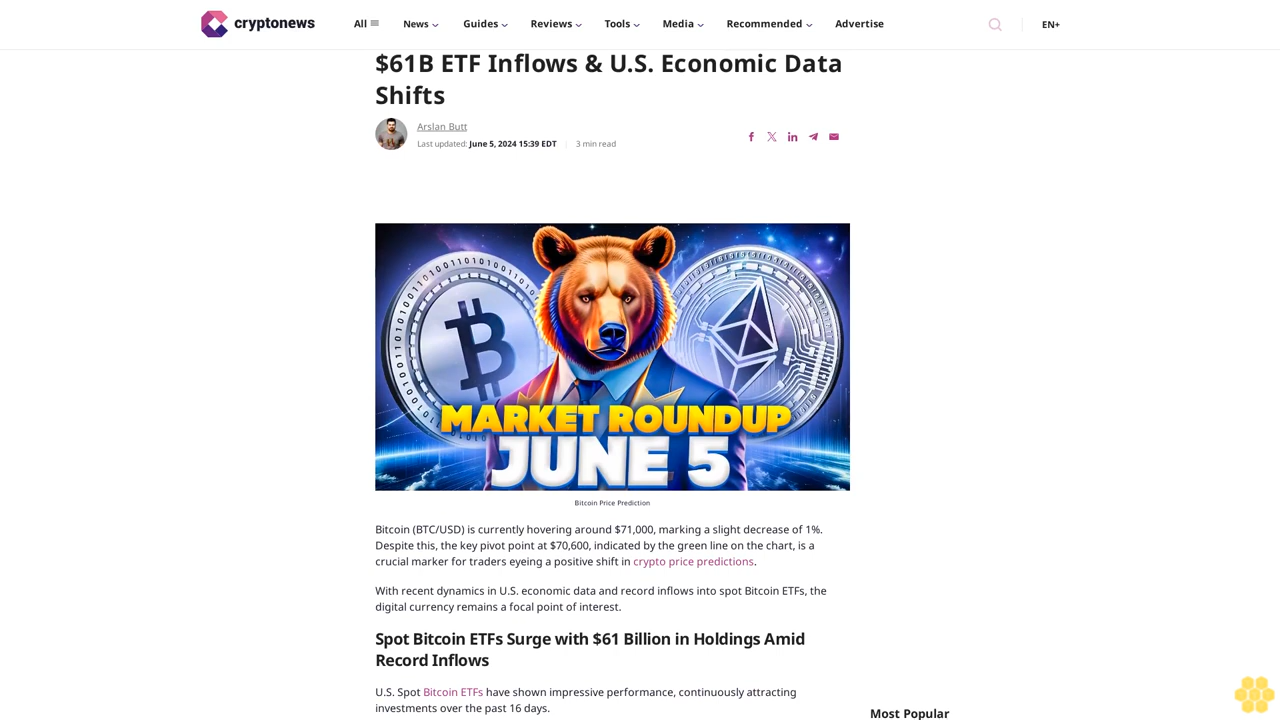 cryptonews
All
News
Guides
Reviews
Tools
Media
Recommended
Advertise
EN+
$61B ETF Inflows & U.S. Economic Data
Shifts
Arslan Butt
Last updated: June 5, 2024 15:39 EDT
3 min read
MARKET ROUNDUP
JUNE 5
Bitcoin Price Prediction
Bitcoin (BTC/USD) is currently hovering around $71,000, marking a slight decrease of 1%.
Despite this, the key pivot point at $70,600, indicated by the green line on the chart, is a
crucial marker for traders eyeing a positive shift in crypto price predictions.
With recent dynamics in U.S. economic data and record inflows into spot Bitcoin ETFs, the
digital currency remains a focal point of interest.
Spot Bitcoin ETFs Surge with $61 Billion in Holdings Amid
Record Inflows
U.S. Spot Bitcoin ETFs have shown impressive performance, continuously attracting
investments over the past 16 days.
Most Popular